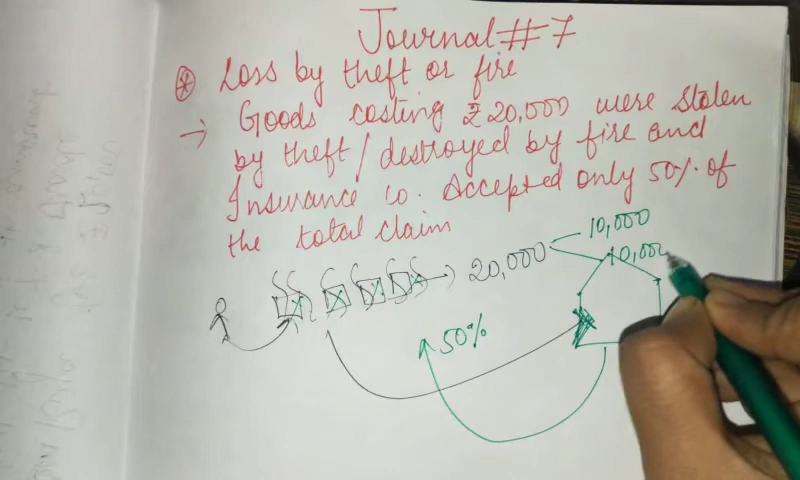 Journal #7
* Loss by theft or fire
→ Goods costing ₹20,000 were stolen
by theft/destroyed by fire and
Insurance Co. Accepted only 50% of
the total claim
20,000
10,000
10,000
50%